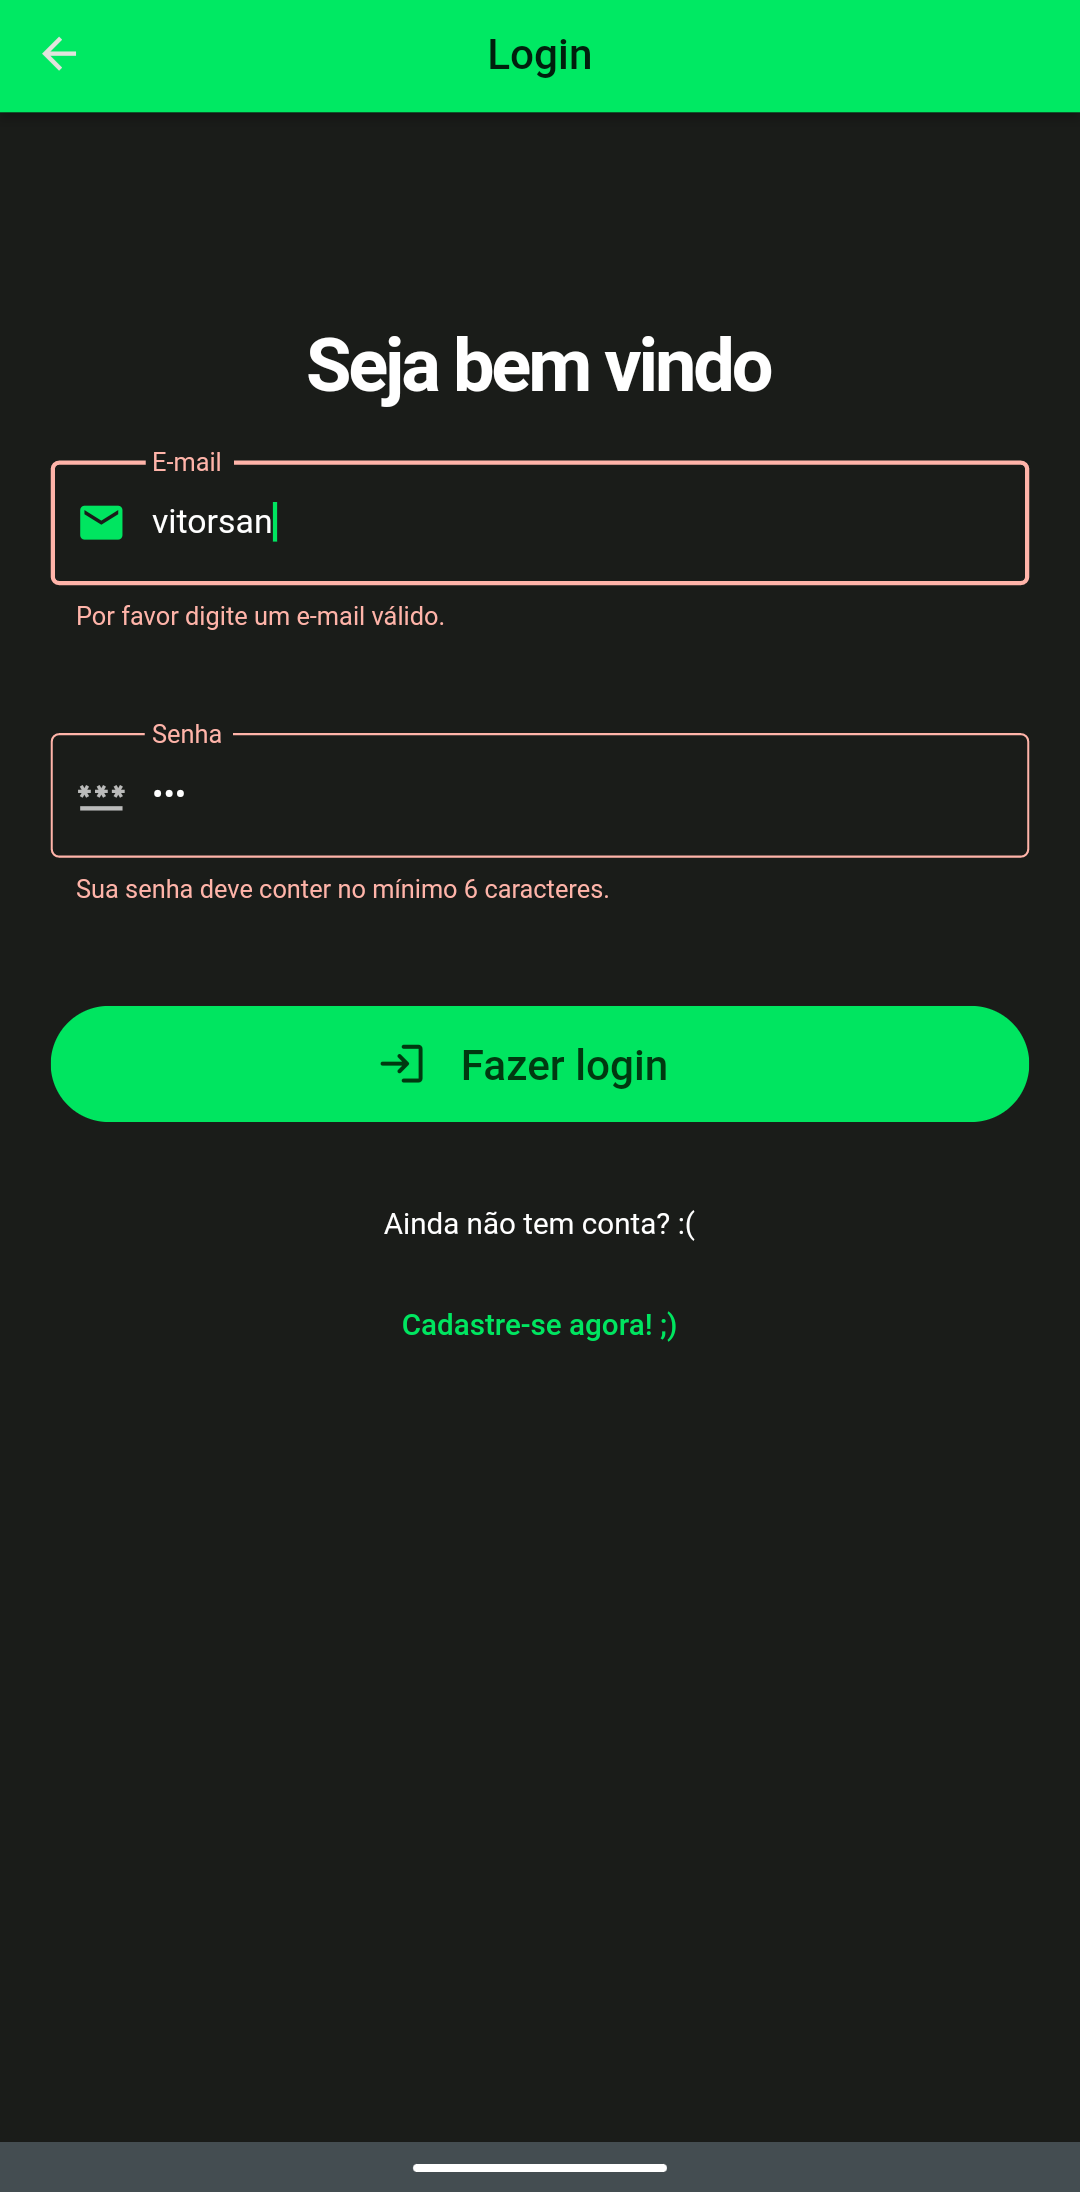 Login
Seja bem vindo
E-mail
vitorsan
Por favor digite um e-mail válido.
Senha
•••
Sua senha deve conter no mínimo 6 caracteres.
Fazer login
Ainda não tem conta? :(
Cadastre-se agora! ;)